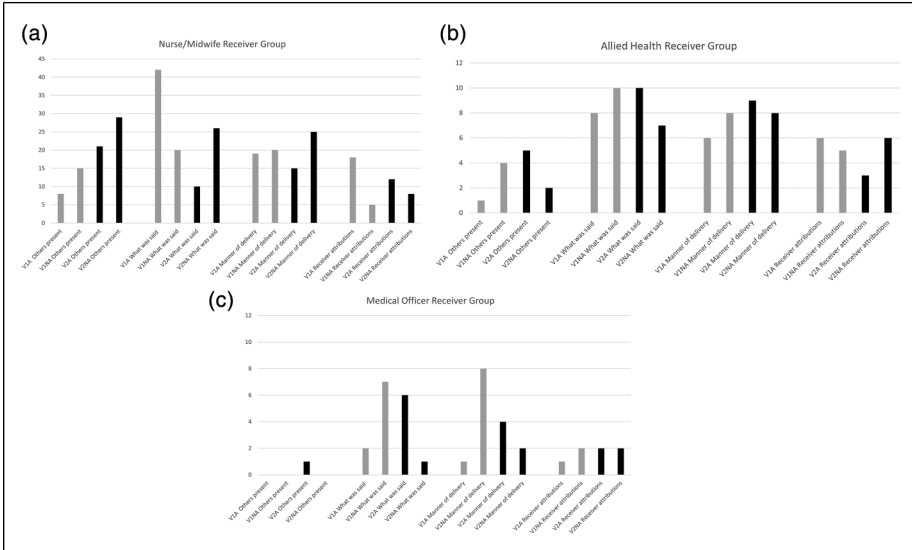 (a)
Nurse/Midwife Receiver Group
45
40
35
30
25
20
15
10
5
0
V1A Others present
V1NA Others present
V2A Others present
V2NA Others present
V1A What was said
V1NA What was said
V2A What was said
V2NA What was said
V1A Manner of delivery
V1NA Manner of delivery
V2A Manner of delivery
V2NA Manner of delivery
V1A Receiver attributions
V1NA Receiver attributions
V2A Receiver attributions
V2NA Receiver attributions
(b)
Allied Health Receiver Group
12
10
8
6
4
2
0
V1A Others present
V1NA Others present
V2A Others present
V2NA Others present
V1A What was said
V1NA What was said
V2A What was said
V2NA What was said
V1A Manner of delivery
V1NA Manner of delivery
V2A Manner of delivery
V2NA Manner of delivery
V1A Receiver attributions
V1NA Receiver attributions
V2A Receiver attributions
V2NA Receiver attributions
(c)
Medical Officer Receiver Group
12
10
8
6
4
2
0
V1A Others present
V1NA Others present
V2A Others present
V2NA Others present
V1A What was said
V1NA What was said
V2A What was said
V2NA What was said
V1A Manner of delivery
V1NA Manner of delivery
V2A Manner of delivery
V2NA Manner of delivery
V1A Receiver attributions
V1NA Receiver attributions
V2A Receiver attributions
V2NA Receiver attributions